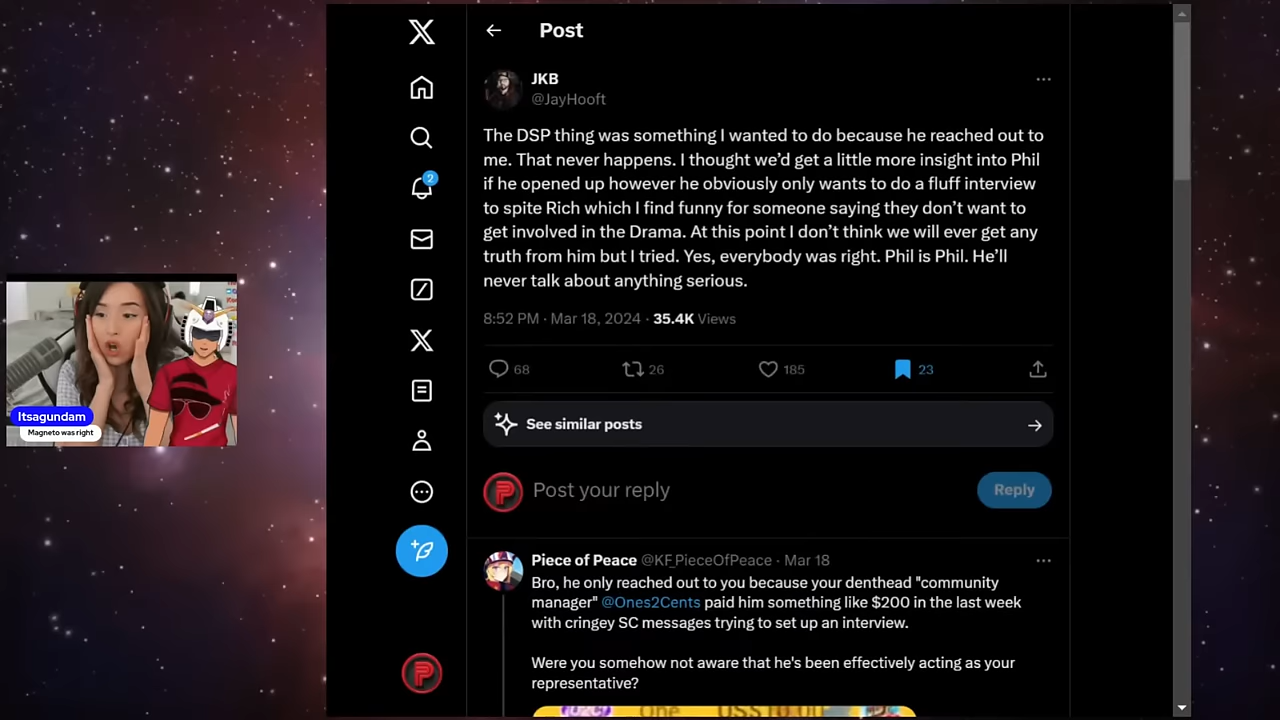 Post
JKB
@JayHooft
The DSP thing was something I wanted to do because he reached out to
me. That never happens. I thought we’d get a little more insight into Phil
if he opened up however he obviously only wants to do a fluff interview
to spite Rich which I find funny for someone saying they don’t want to
get involved in the Drama. At this point I don’t think we will ever get any
truth from him but I tried. Yes, everybody was right. Phil is Phil. He’ll
never talk about anything serious.
8:52 PM · Mar 18, 2024 · 35.4K Views
68 26 185 23
See similar posts
Post your reply
Reply
Piece of Peace @KF_PieceOfPeace · Mar 18
Bro, he only reached out to you because your denthead "community
manager" @Ones2Cents paid him something like $200 in the last week
with cringey SC messages trying to set up an interview.
Were you somehow not aware that he's been effectively acting as your
representative?
2
Itsagundam
Magneto was right